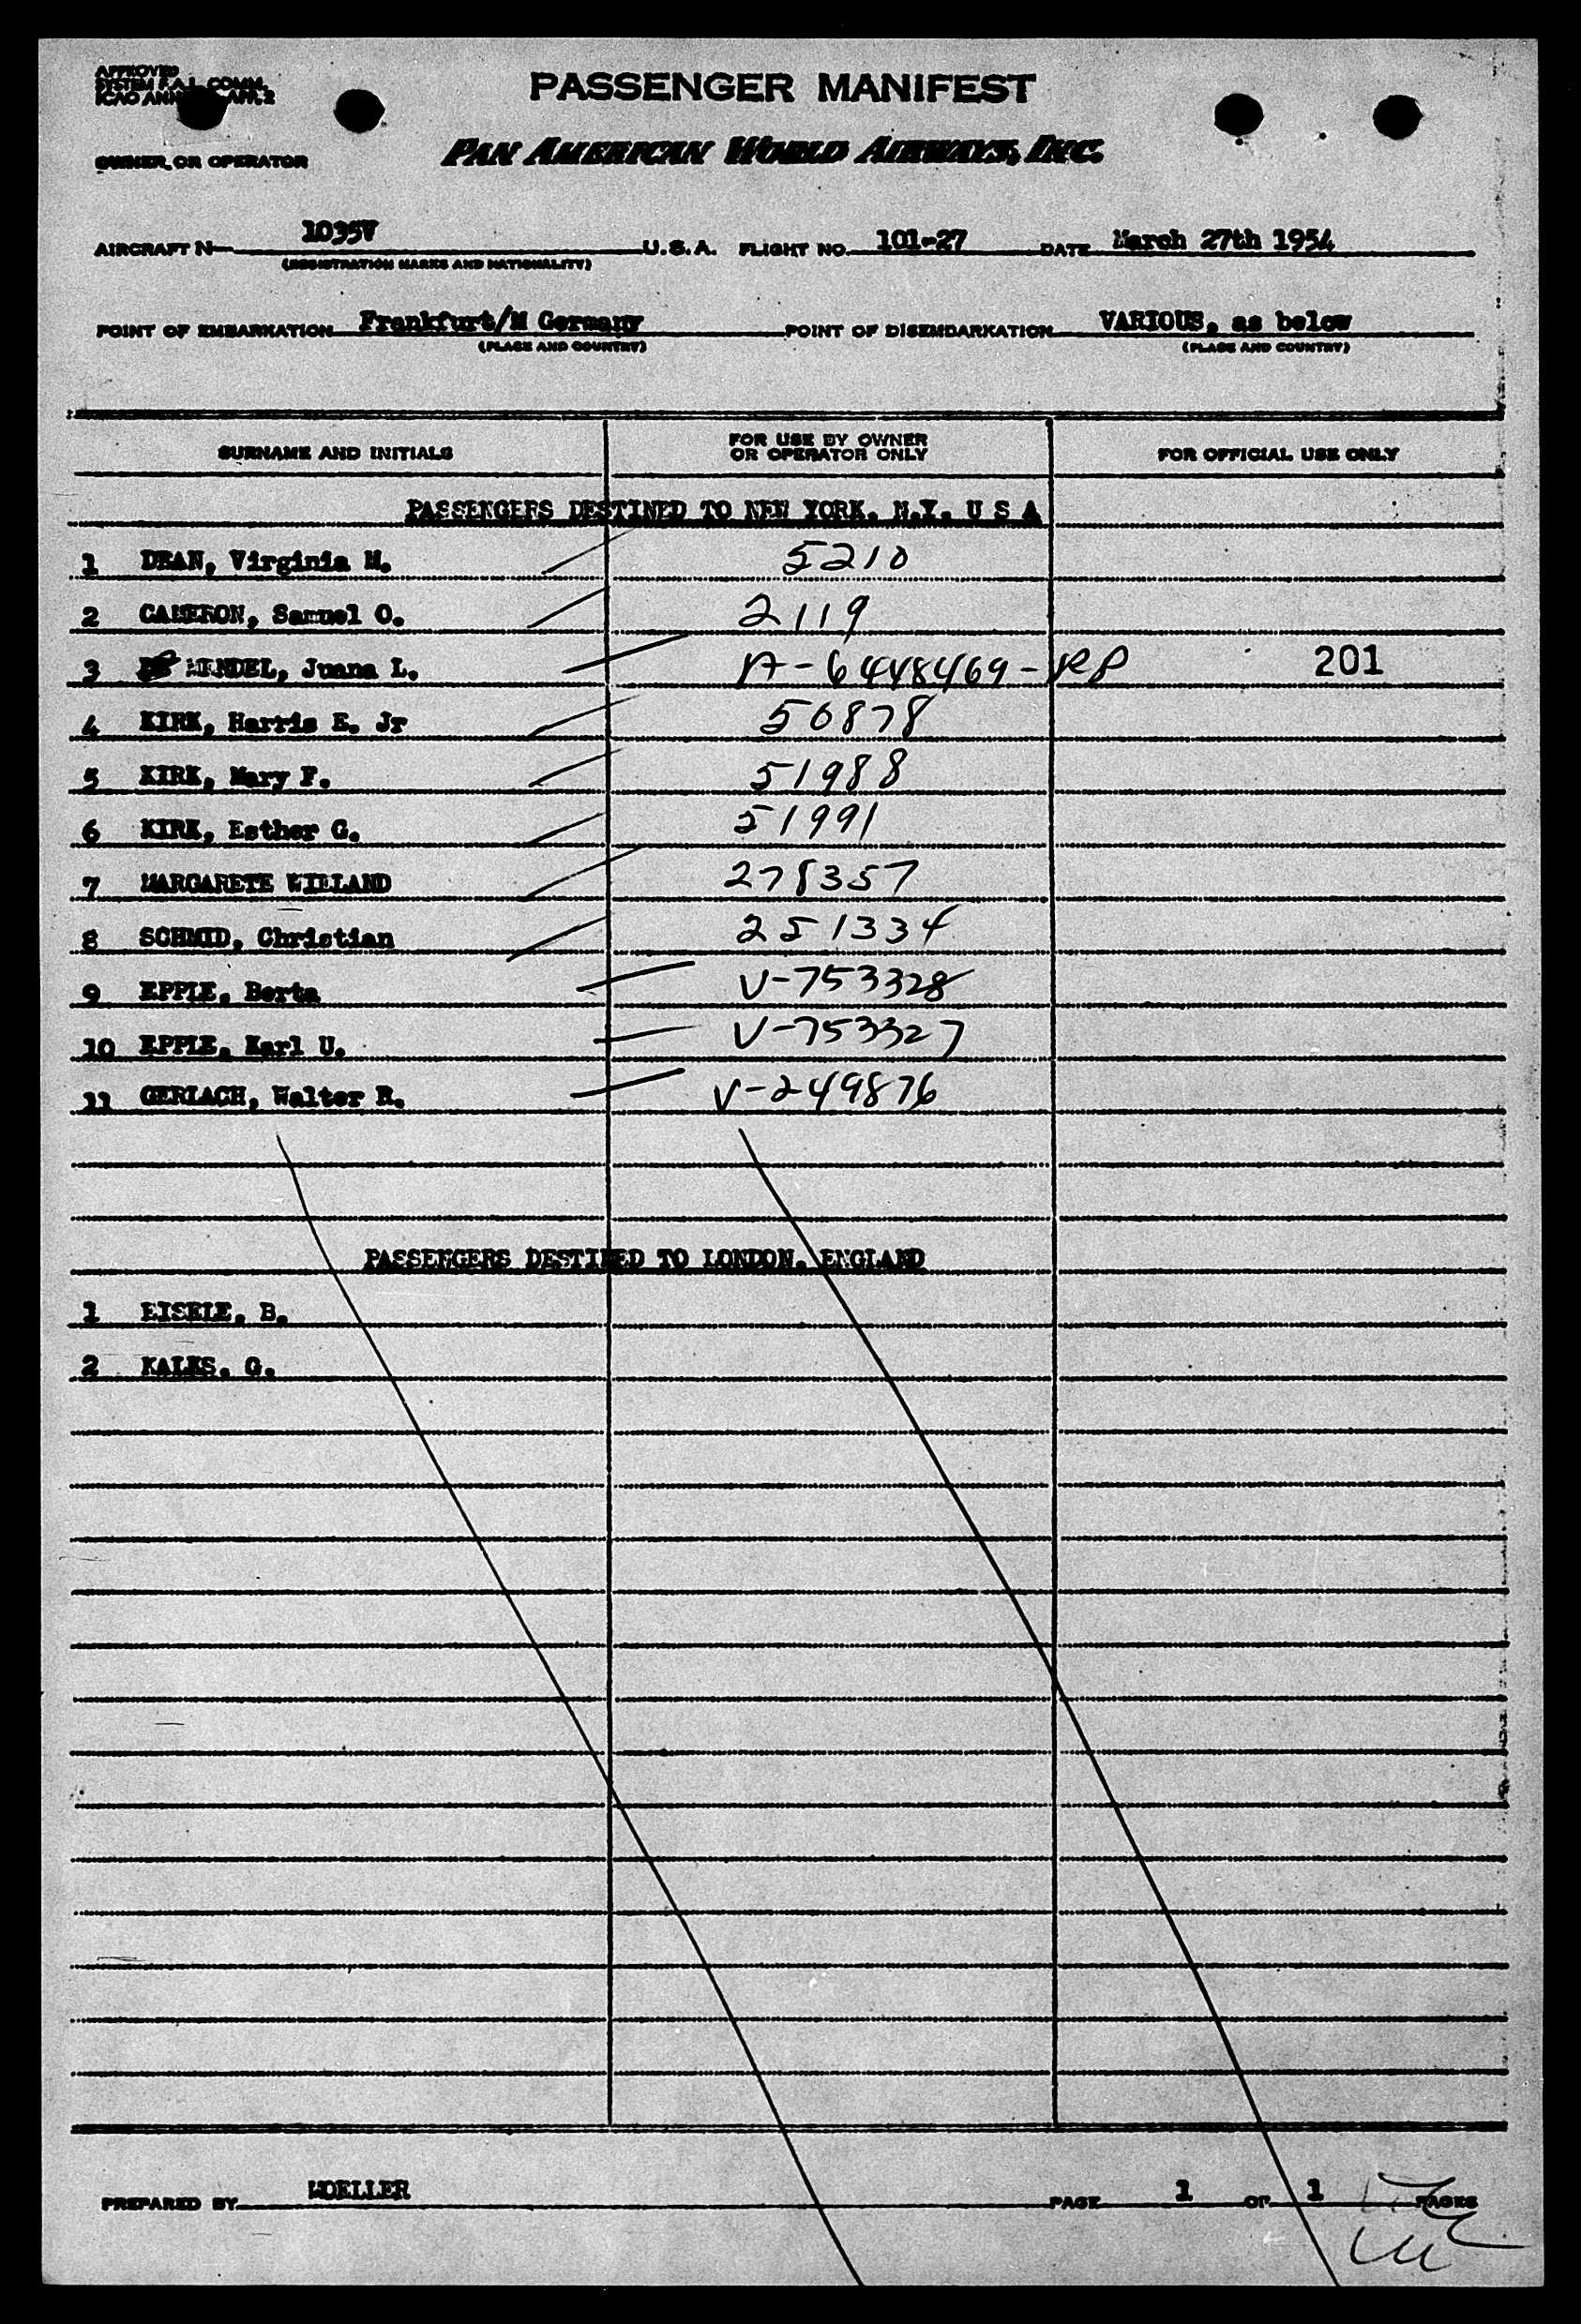 APPROVED
SYSTEM F.A.L. COMM.
ICAO
PASSENGER MANIFEST
OWNER OR OPERATOR PAN AMERICAN WORLD AIRWAYS, INC.
AIRCRAFT N 1035V U.S.A. FLIGHT NO. 101-27 DATE March 27th 1954
(REGISTRATION MARKS AND NATIONALITY)
POINT OF EMBARKATION Frankfurt/M Germany POINT OF DISEMBARKATION VARIOUS, as below
(PLACE AND COUNTRY) (PLACE AND COUNTRY)
SURNAME AND INITIALS FOR USE BY OWNER OR OPERATOR ONLY FOR OFFICIAL USE ONLY
PASSENGERS DESTINED TO NEW YORK. N.Y. U S A
1 DEAN, Virginia M. 5210
2 CAMERON, Samuel O. 2119
3 MENDEL, Juana L. A-6448469-RP 201
4 KIRK, Harris E. Jr 50878
5 KIRK, Mary F. 51988
6 KIRK, Esther G. 51991
7 MARGARETE WIELAND 278357
8 SCHMID, Christian 251334
9 EPPLE, Berta V-753328
10 EPPLE, Karl U. V-753327
11 GERLACH, Walter R. V-249876
PASSENGERS DESTINED TO LONDON. ENGLAND
1 EISELE, B.
2 KALKS. G.
PREPARED BY MOELLER PAGE 1 OF 1 PAGES